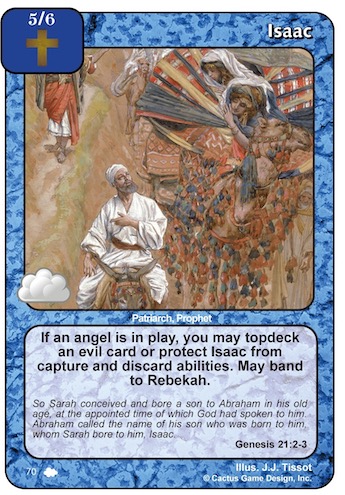 5/6
Isaac
Patriarch, Prophet
If an angel is in play, you may topdeck
an evil card or protect Isaac from
capture and discard abilities. May band
to Rebekah.
So Sarah conceived and bore a son to Abraham in his old
age, at the appointed time of which God had spoken to him.
Abraham called the name of his son who was born to him,
whom Sarah bore to him, Isaac.
Genesis 21:2-3
70
Illus. J.J. Tissot
© Cactus Game Design, Inc.